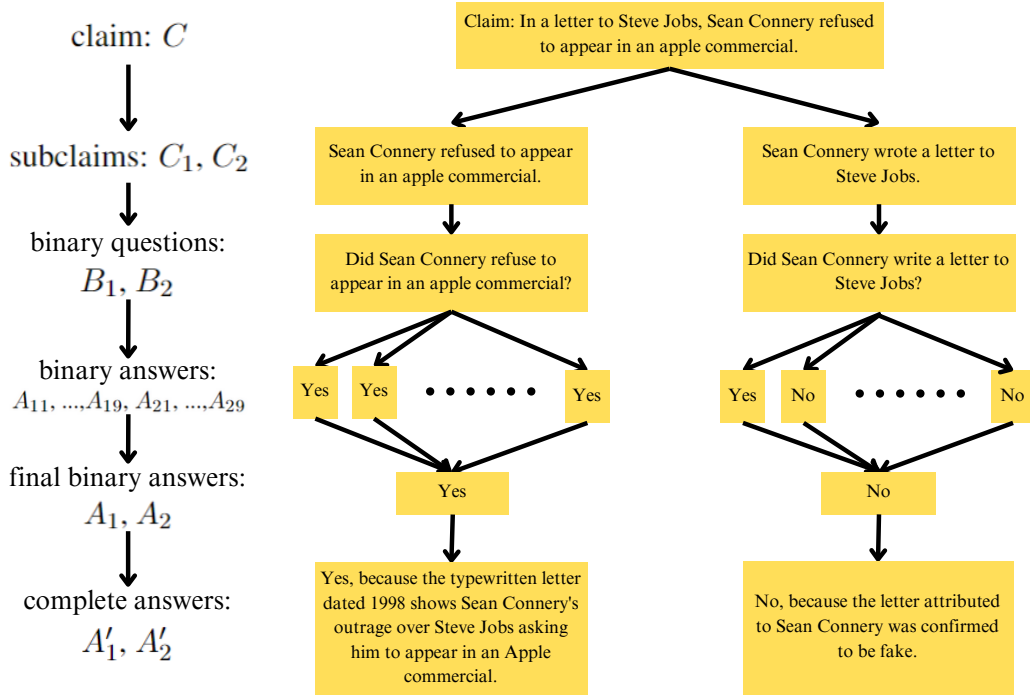 claim: C
Claim: In a letter to Steve Jobs, Sean Connery refused
to appear in an apple commercial.
subclaims: C₁, C₂
Sean Connery refused to appear
in an apple commercial.
Sean Connery wrote a letter to
Steve Jobs.
binary questions:
B₁, B₂
Did Sean Connery refuse to
appear in an apple commercial?
Did Sean Connery write a letter to
Steve Jobs?
binary answers:
A₁₁, ...,A₁₉, A₂₁, ...,A₂₉
Yes
Yes
Yes
Yes
No
No
final binary answers:
A₁, A₂
Yes
No
complete answers:
A′₁, A′₂
Yes, because the typewritten letter
dated 1998 shows Sean Connery's
outrage over Steve Jobs asking
him to appear in an Apple
commercial.
No, because the letter attributed
to Sean Connery was confirmed
to be fake.